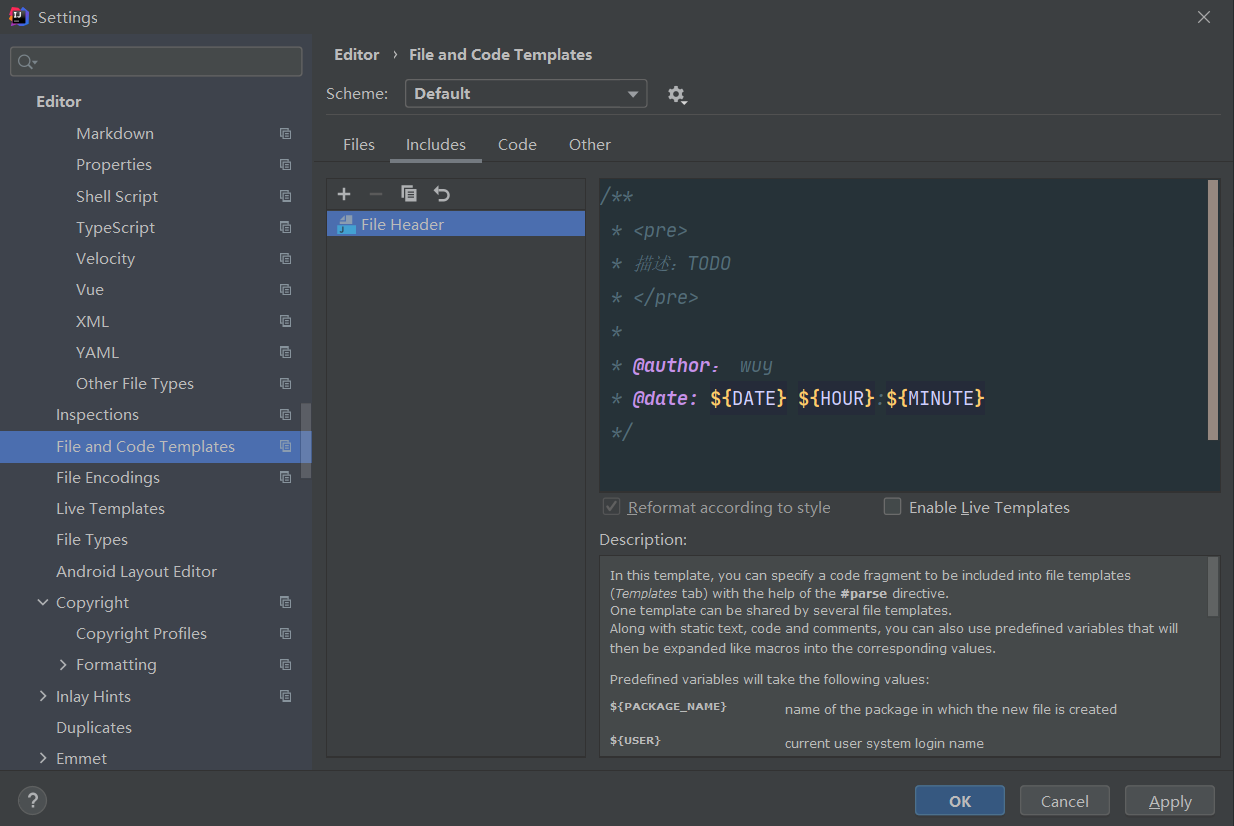 Settings
Editor
Markdown
Properties
Shell Script
TypeScript
Velocity
Vue
XML
YAML
Other File Types
Inspections
File and Code Templates
File Encodings
Live Templates
File Types
Android Layout Editor
Copyright
Copyright Profiles
Formatting
Inlay Hints
Duplicates
Emmet
Editor › File and Code Templates
Scheme: Default
Files Includes Code Other
File Header
/**
* <pre>
* 描述：TODO
* </pre>
*
* @author： wuy
* @date: ${DATE} ${HOUR}:${MINUTE}
*/
Reformat according to style Enable Live Templates
Description:
In this template, you can specify a code fragment to be included into file templates
(Templates tab) with the help of the #parse directive.
One template can be shared by several file templates.
Along with static text, code and comments, you can also use predefined variables that will
then be expanded like macros into the corresponding values.
Predefined variables will take the following values:
${PACKAGE_NAME} name of the package in which the new file is created
${USER} current user system login name
? OK Cancel Apply